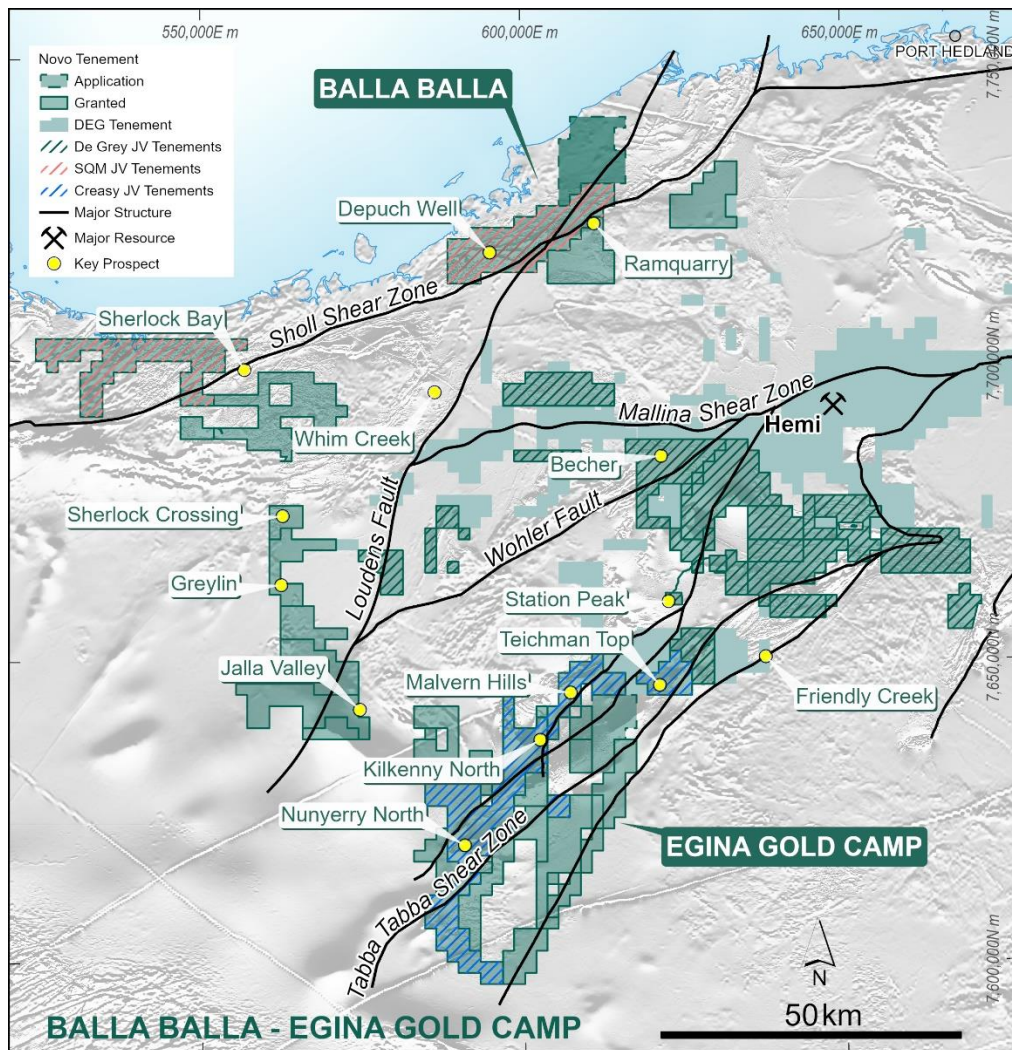 550,000E m
600,000E m
650,000E m
PORT HEDLAND
7,750,000N m
Novo Tenement
Application
Granted
DEG Tenement
De Grey JV Tenements
SQM JV Tenements
Creasy JV Tenements
Major Structure
Major Resource
Key Prospect
BALLA BALLA
Depuch Well
Ramquarry
Sholl Shear Zone
Sherlock Bay
7,700,000N m
Mallina Shear Zone
Hemi
Whim Creek
Becher
Sherlock Crossing
Loudens Fault
Wohler Fault
Greylin
Station Peak
Teichman Top
Jalla Valley
Malvern Hills
Friendly Creek
7,650,000N m
Kilkenny North
Nunyerry North
EGINA GOLD CAMP
Tabba Tabba Shear Zone
N
7,600,000N m
50km
BALLA BALLA - EGINA GOLD CAMP